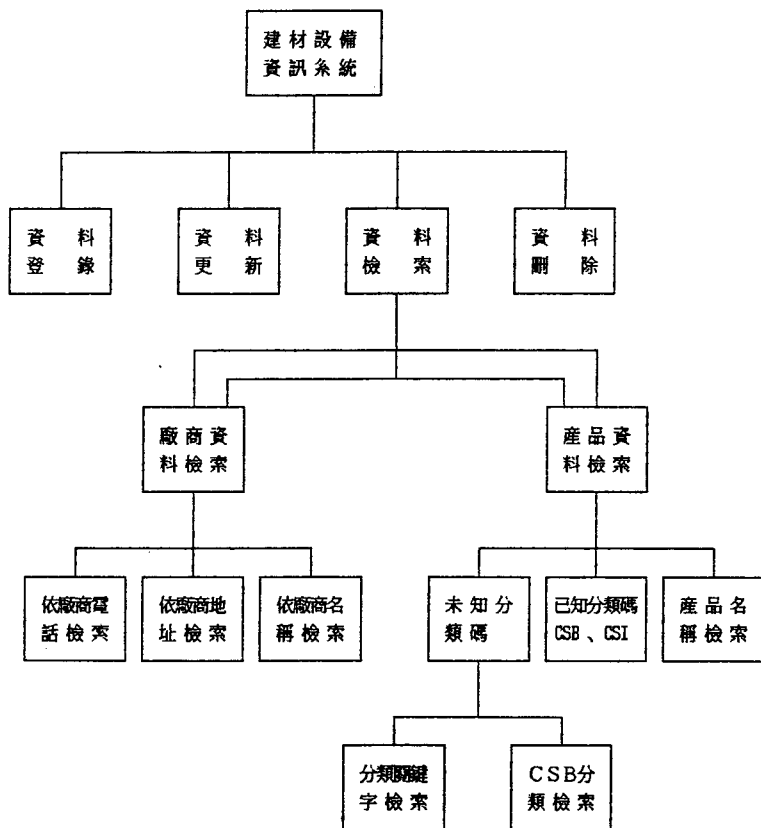 建材設備
資訊系統
資料
登錄
資料
更新
資料
檢索
資料
刪除
廠商資
料檢索
產品資
料檢索
依廠商電
話檢索
依廠商地
址檢索
依廠商名
稱檢索
未知分
類碼
已知分類碼
CSB、CSI
產品名
稱檢索
分類關鍵
字檢索
CSB分
類檢索